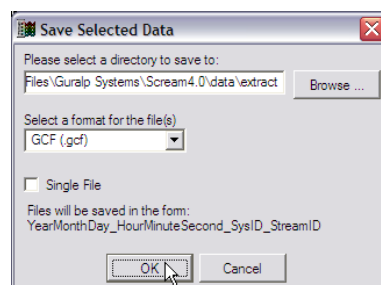 Save Selected Data
Please select a directory to save to:
Files\Guralp Systems\Scream4.0\data\extract
Browse ...
Select a format for the file(s)
GCF (.gcf)
Single File
Files will be saved in the form:
YearMonthDay_HourMinuteSecond_SysID_StreamID
OK
Cancel